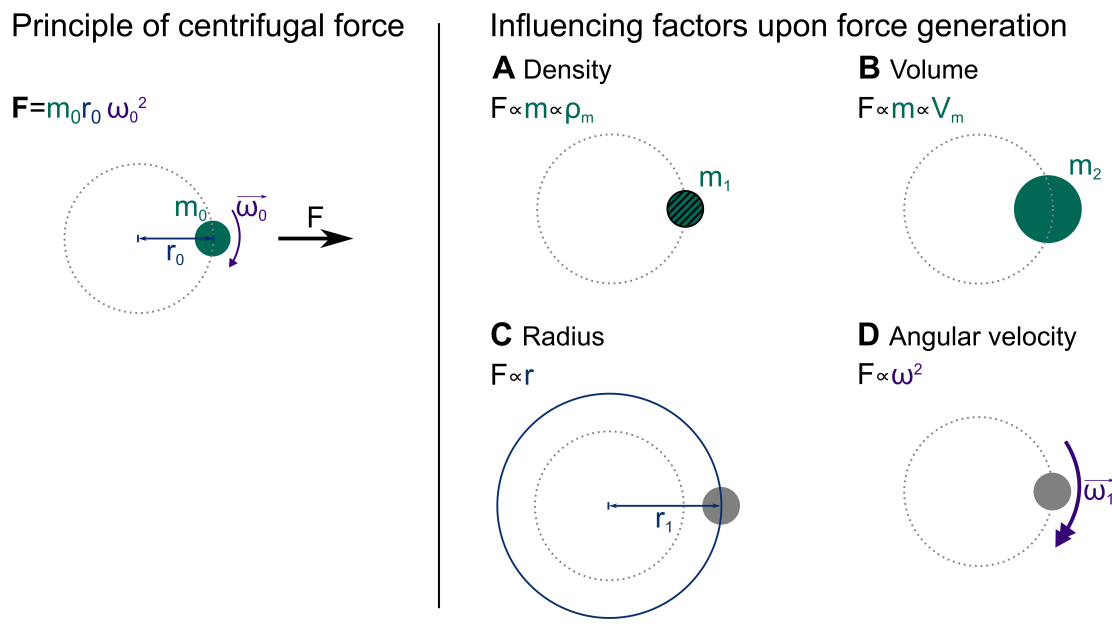 Principle of centrifugal force
F=m₀r₀ ω₀²
m₀
ω₀
r₀
F
Influencing factors upon force generation
A Density
F∝m∝ρₘ
m₁
B Volume
F∝m∝Vₘ
m₂
C Radius
F∝r
r₁
D Angular velocity
F∝ω²
ω₁